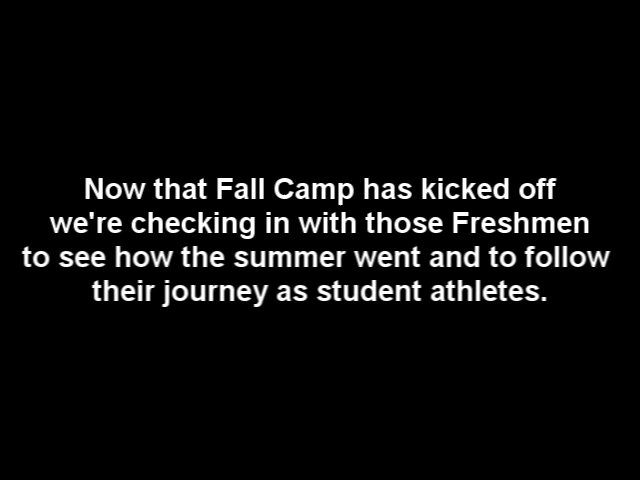 Now that Fall Camp has kicked off
we're checking in with those Freshmen
to see how the summer went and to follow
their journey as student athletes.